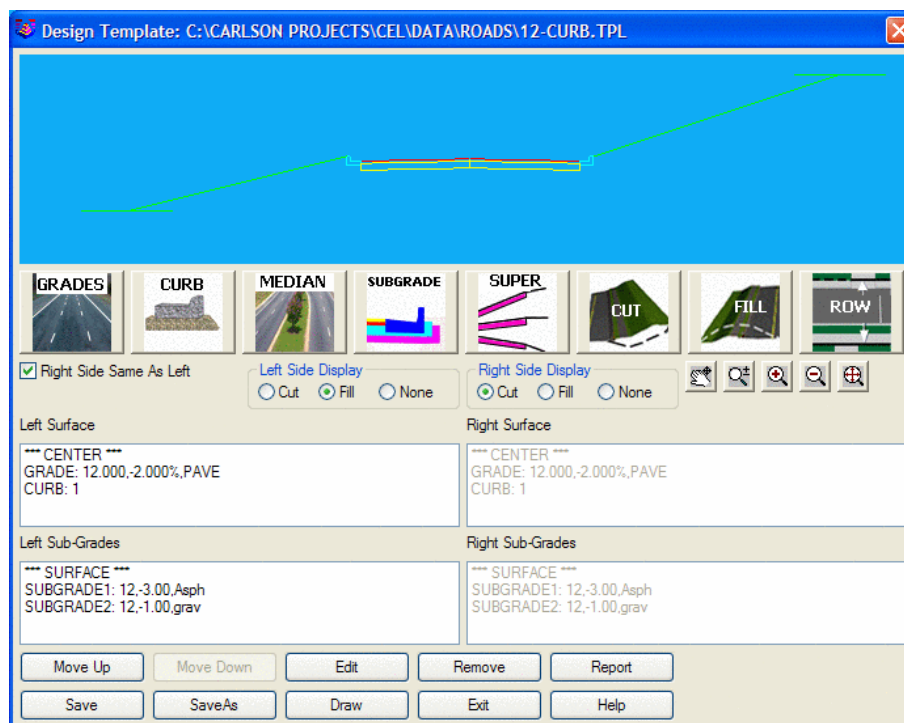 Design Template: C:\CARLSON PROJECTS\CEL\DATA\ROADS\12-CURB.TPL
GRADES CURB MEDIAN SUBGRADE SUPER CUT FILL ROW
Right Side Same As Left
Left Side Display
Cut Fill None
Right Side Display
Cut Fill None
Left Surface
*** CENTER ***
GRADE: 12.000,-2.000%,PAVE
CURB: 1
Right Surface
*** CENTER ***
GRADE: 12.000,-2.000%,PAVE
CURB: 1
Left Sub-Grades
*** SURFACE ***
SUBGRADE1: 12,-3.00,Asph
SUBGRADE2: 12,-1.00,grav
Right Sub-Grades
*** SURFACE ***
SUBGRADE1: 12,-3.00,Asph
SUBGRADE2: 12,-1.00,grav
Move Up Move Down Edit Remove Report
Save SaveAs Draw Exit Help